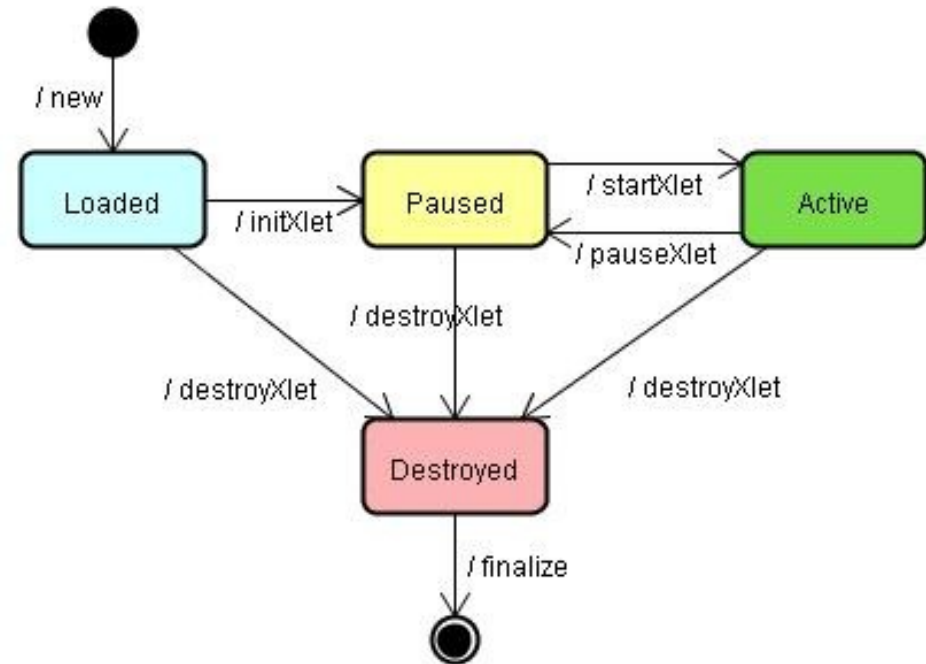 / new
Loaded
/ initXlet
Paused
/ startXlet
Active
/ pauseXlet
/ destroyXlet
/ destroyXlet
/ destroyXlet
Destroyed
/ finalize